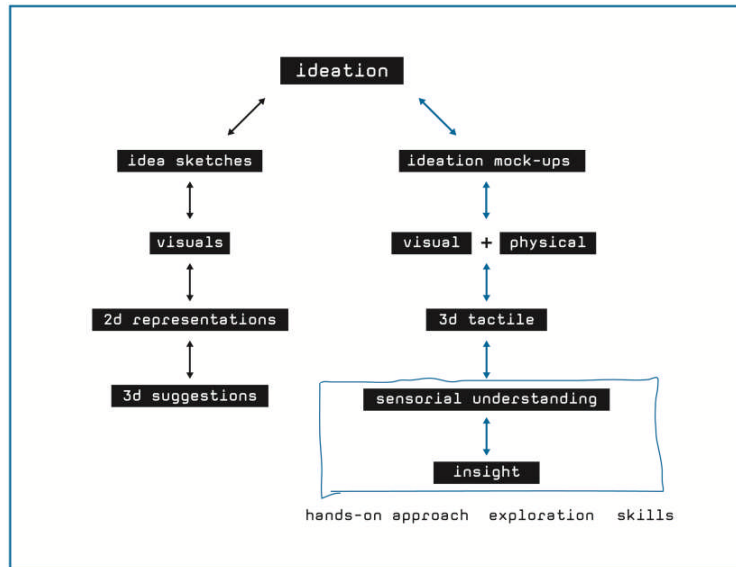 ideation
idea sketches
ideation mock-ups
visuals
visual + physical
2d representations
3d tactile
3d suggestions
sensorial understanding
insight
hands-on approach exploration skills